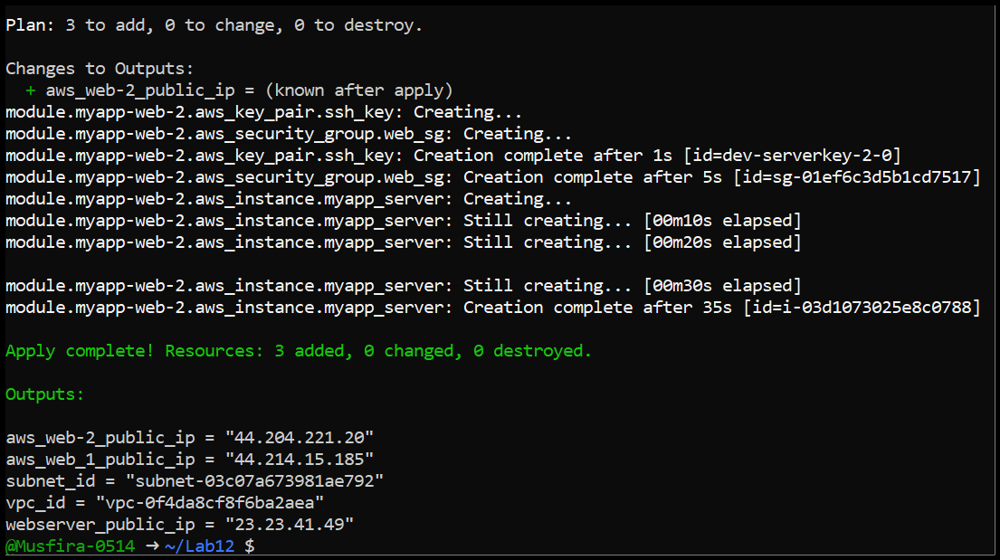 Plan: 3 to add, 0 to change, 0 to destroy.
Changes to Outputs:
+ aws_web-2_public_ip = (known after apply)
module.myapp-web-2.aws_key_pair.ssh_key: Creating...
module.myapp-web-2.aws_security_group.web_sg: Creating...
module.myapp-web-2.aws_key_pair.ssh_key: Creation complete after 1s [id=dev-serverkey-2-0]
module.myapp-web-2.aws_security_group.web_sg: Creation complete after 5s [id=sg-01ef6c3d5b1cd7517]
module.myapp-web-2.aws_instance.myapp_server: Creating...
module.myapp-web-2.aws_instance.myapp_server: Still creating... [00m10s elapsed]
module.myapp-web-2.aws_instance.myapp_server: Still creating... [00m20s elapsed]
module.myapp-web-2.aws_instance.myapp_server: Still creating... [00m30s elapsed]
module.myapp-web-2.aws_instance.myapp_server: Creation complete after 35s [id=i-03d1073025e8c0788]
Apply complete! Resources: 3 added, 0 changed, 0 destroyed.
Outputs:
aws_web-2_public_ip = "44.204.221.20"
aws_web_1_public_ip = "44.214.15.185"
subnet_id = "subnet-03c07a673981ae792"
vpc_id = "vpc-0f4da8cf8f6ba2aea"
webserver_public_ip = "23.23.41.49"
@Musfira-0514 → ~/Lab12 $